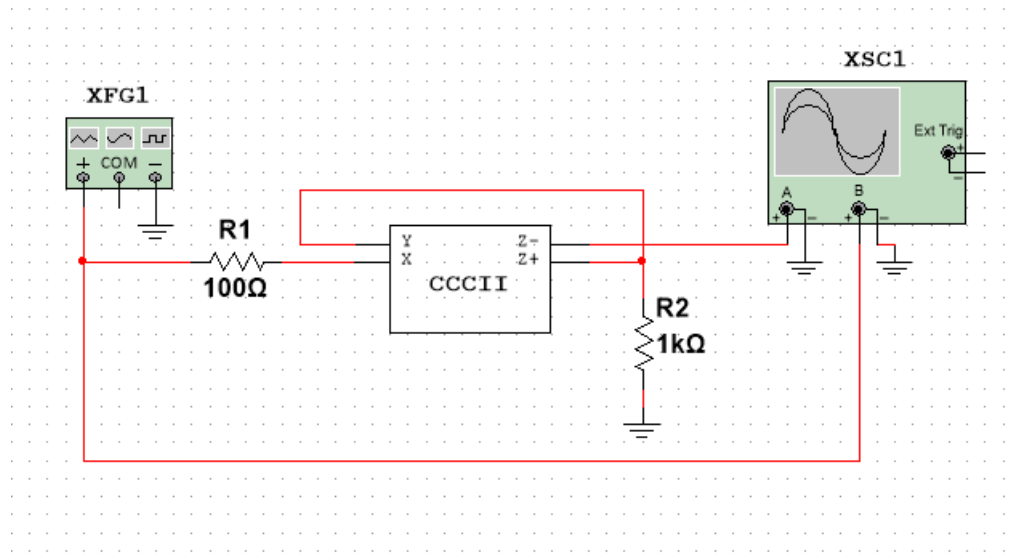 XSC1
XFG1
Ext Trig
+
+ COM −
−
A
B
+ −
+ −
R1
Y
Z-
X
Z+
100Ω
CCCII
R2
1kΩ